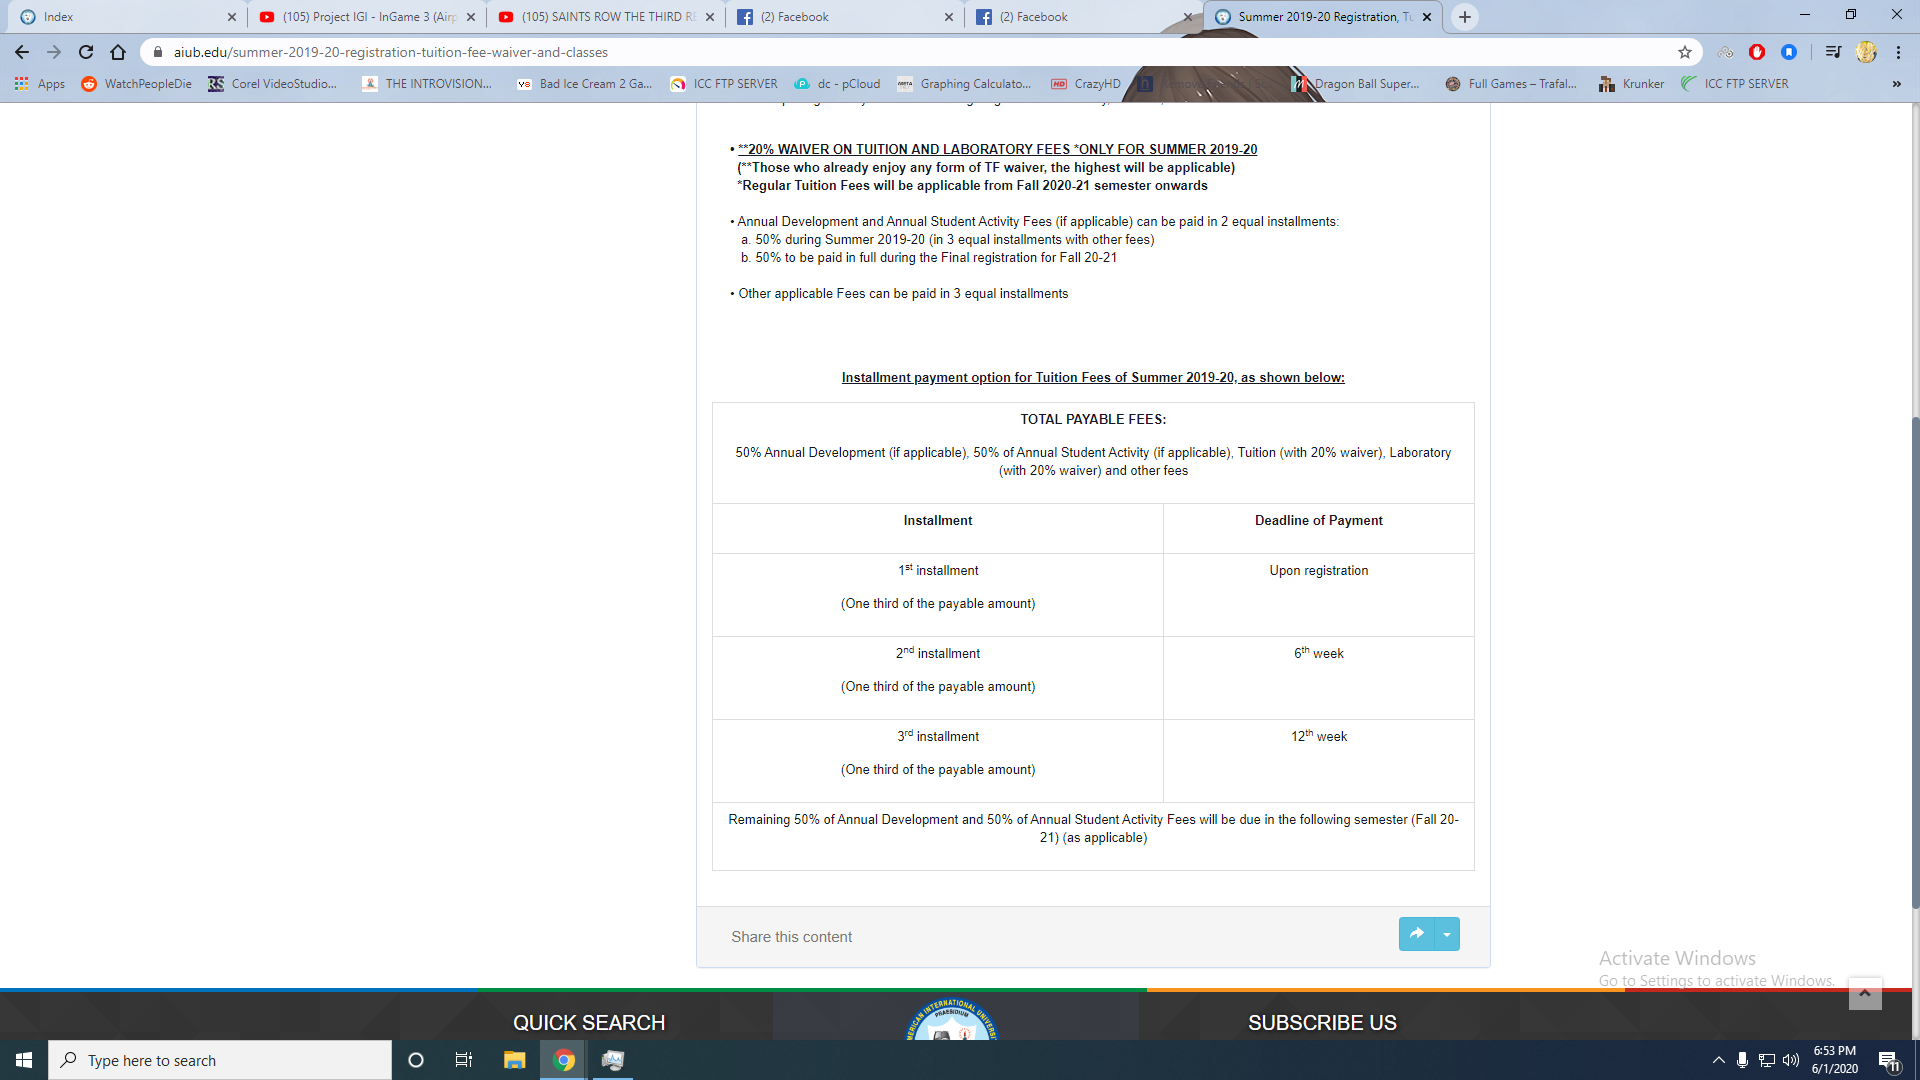 Index
(105) Project IGI - InGame 3 (Airp
(105) SAINTS ROW THE THIRD RE
(2) Facebook
(2) Facebook
Summer 2019-20 Registration, Tu
aiub.edu/summer-2019-20-registration-tuition-fee-waiver-and-classes
Apps
WatchPeopleDie
Corel VideoStudio...
THE INTROVISION...
Bad Ice Cream 2 Ga...
ICC FTP SERVER
dc - pCloud
Graphing Calculato...
CrazyHD
Dragon Ball Super...
Full Games – Trafal...
Krunker
ICC FTP SERVER
»
• **20% WAIVER ON TUITION AND LABORATORY FEES *ONLY FOR SUMMER 2019-20
(**Those who already enjoy any form of TF waiver, the highest will be applicable)
*Regular Tuition Fees will be applicable from Fall 2020-21 semester onwards
• Annual Development and Annual Student Activity Fees (if applicable) can be paid in 2 equal installments:
a. 50% during Summer 2019-20 (in 3 equal installments with other fees)
b. 50% to be paid in full during the Final registration for Fall 20-21
• Other applicable Fees can be paid in 3 equal installments
Installment payment option for Tuition Fees of Summer 2019-20, as shown below:
TOTAL PAYABLE FEES:
50% Annual Development (if applicable), 50% of Annual Student Activity (if applicable), Tuition (with 20% waiver), Laboratory
(with 20% waiver) and other fees
Installment
Deadline of Payment
1st installment
Upon registration
(One third of the payable amount)
2nd installment
6th week
(One third of the payable amount)
3rd installment
12th week
(One third of the payable amount)
Remaining 50% of Annual Development and 50% of Annual Student Activity Fees will be due in the following semester (Fall 20-
21) (as applicable)
Share this content
Activate Windows
Go to Settings to activate Windows.
QUICK SEARCH
AMERICAN INTERNATIONAL UNIVERSITY
PRAESIDIUM
SUBSCRIBE US
Type here to search
6:53 PM
6/1/2020
11